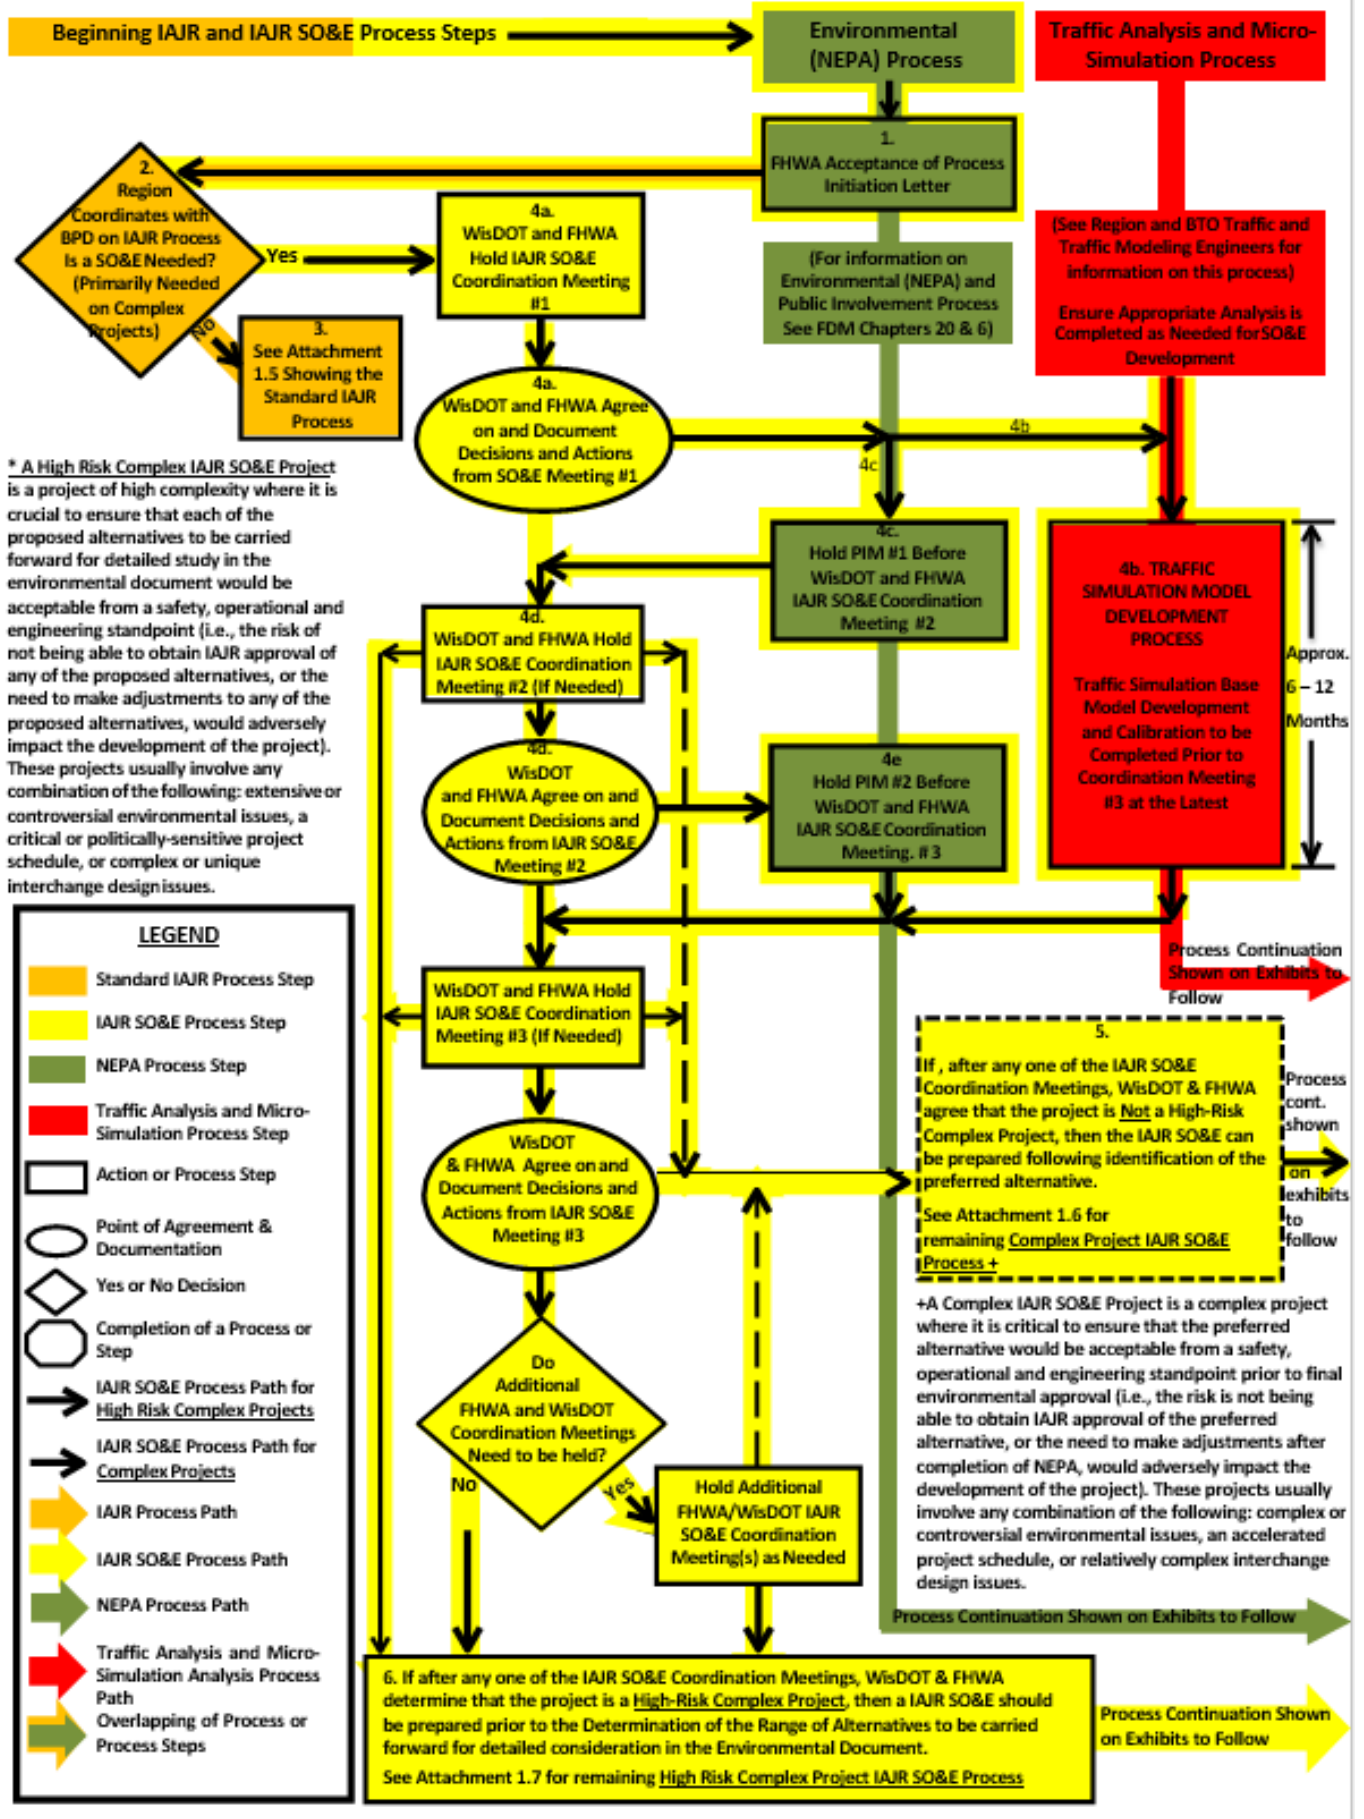 Beginning IAJR and IAJR SO&E Process Steps
Environmental
(NEPA) Process
Traffic Analysis and Micro-
Simulation Process
1.
FHWA Acceptance of Process
Initiation Letter
2.
Region
Coordinates with
BPD on IAJR Process
Is a SO&E Needed?
(Primarily Needed
on Complex
Projects)
Yes
No
3.
See Attachment
1.5 Showing the
Standard IAJR
Process
4a.
WisDOT and FHWA
Hold IAJR SO&E
Coordination Meeting
#1
(For information on
Environmental (NEPA) and
Public Involvement Process
See FDM Chapters 20 & 6)
(See Region and BTO Traffic and
Traffic Modeling Engineers for
information on this process)
Ensure Appropriate Analysis is
Completed as Needed for SO&E
Development
4a.
WisDOT and FHWA Agree
on and Document
Decisions and Actions
from SO&E Meeting #1
4b
4c
* A High Risk Complex IAJR SO&E Project
is a project of high complexity where it is
crucial to ensure that each of the
proposed alternatives to be carried
forward for detailed study in the
environmental document would be
acceptable from a safety, operational and
engineering standpoint (i.e., the risk of
not being able to obtain IAJR approval of
any of the proposed alternatives, or the
need to make adjustments to any of the
proposed alternatives, would adversely
impact the development of the project).
These projects usually involve any
combination of the following: extensive or
controversial environmental issues, a
critical or politically-sensitive project
schedule, or complex or unique
interchange design issues.
4c.
Hold PIM #1 Before
WisDOT and FHWA
IAJR SO&E Coordination
Meeting #2
4b. TRAFFIC
SIMULATION MODEL
DEVELOPMENT
PROCESS
Traffic Simulation Base
Model Development
and Calibration to be
Completed Prior to
Coordination Meeting
#3 at the Latest
Approx.
6 – 12
Months
4d.
WisDOT and FHWA Hold
IAJR SO&E Coordination
Meeting #2 (If Needed)
4d.
WisDOT
and FHWA Agree on and
Document Decisions and
Actions from IAJR SO&E
Meeting #2
4e
Hold PIM #2 Before
WisDOT and FHWA
IAJR SO&E Coordination
Meeting. #3
Process Continuation
Shown on Exhibits to
Follow
WisDOT and FHWA Hold
IAJR SO&E Coordination
Meeting #3 (If Needed)
WisDOT
& FHWA Agree on and
Document Decisions and
Actions from IAJR SO&E
Meeting #3
5.
If , after any one of the IAJR SO&E
Coordination Meetings, WisDOT & FHWA
agree that the project is Not a High-Risk
Complex Project, then the IAJR SO&E can
be prepared following identification of the
preferred alternative.
See Attachment 1.6 for
remaining Complex Project IAJR SO&E
Process +
Process
cont.
shown
on
exhibits
to
follow
+A Complex IAJR SO&E Project is a complex project
where it is critical to ensure that the preferred
alternative would be acceptable from a safety,
operational and engineering standpoint prior to final
environmental approval (i.e., the risk is not being
able to obtain IAJR approval of the preferred
alternative, or the need to make adjustments after
completion of NEPA, would adversely impact the
development of the project). These projects usually
involve any combination of the following: complex or
controversial environmental issues, an accelerated
project schedule, or relatively complex interchange
design issues.
Do
Additional
FHWA and WisDOT
Coordination Meetings
Need to be held?
No
Yes
Hold Additional
FHWA/WisDOT IAJR
SO&E Coordination
Meeting(s) as Needed
Process Continuation Shown on Exhibits to Follow
6. If after any one of the IAJR SO&E Coordination Meetings, WisDOT & FHWA
determine that the project is a High-Risk Complex Project, then a IAJR SO&E should
be prepared prior to the Determination of the Range of Alternatives to be carried
forward for detailed consideration in the Environmental Document.
See Attachment 1.7 for remaining High Risk Complex Project IAJR SO&E Process
Process Continuation Shown
on Exhibits to Follow
LEGEND
Standard IAJR Process Step
IAJR SO&E Process Step
NEPA Process Step
Traffic Analysis and Micro-
Simulation Process Step
Action or Process Step
Point of Agreement &
Documentation
Yes or No Decision
Completion of a Process or
Step
IAJR SO&E Process Path for
High Risk Complex Projects
IAJR SO&E Process Path for
Complex Projects
IAJR Process Path
IAJR SO&E Process Path
NEPA Process Path
Traffic Analysis and Micro-
Simulation Analysis Process
Path
Overlapping of Process or
Process Steps